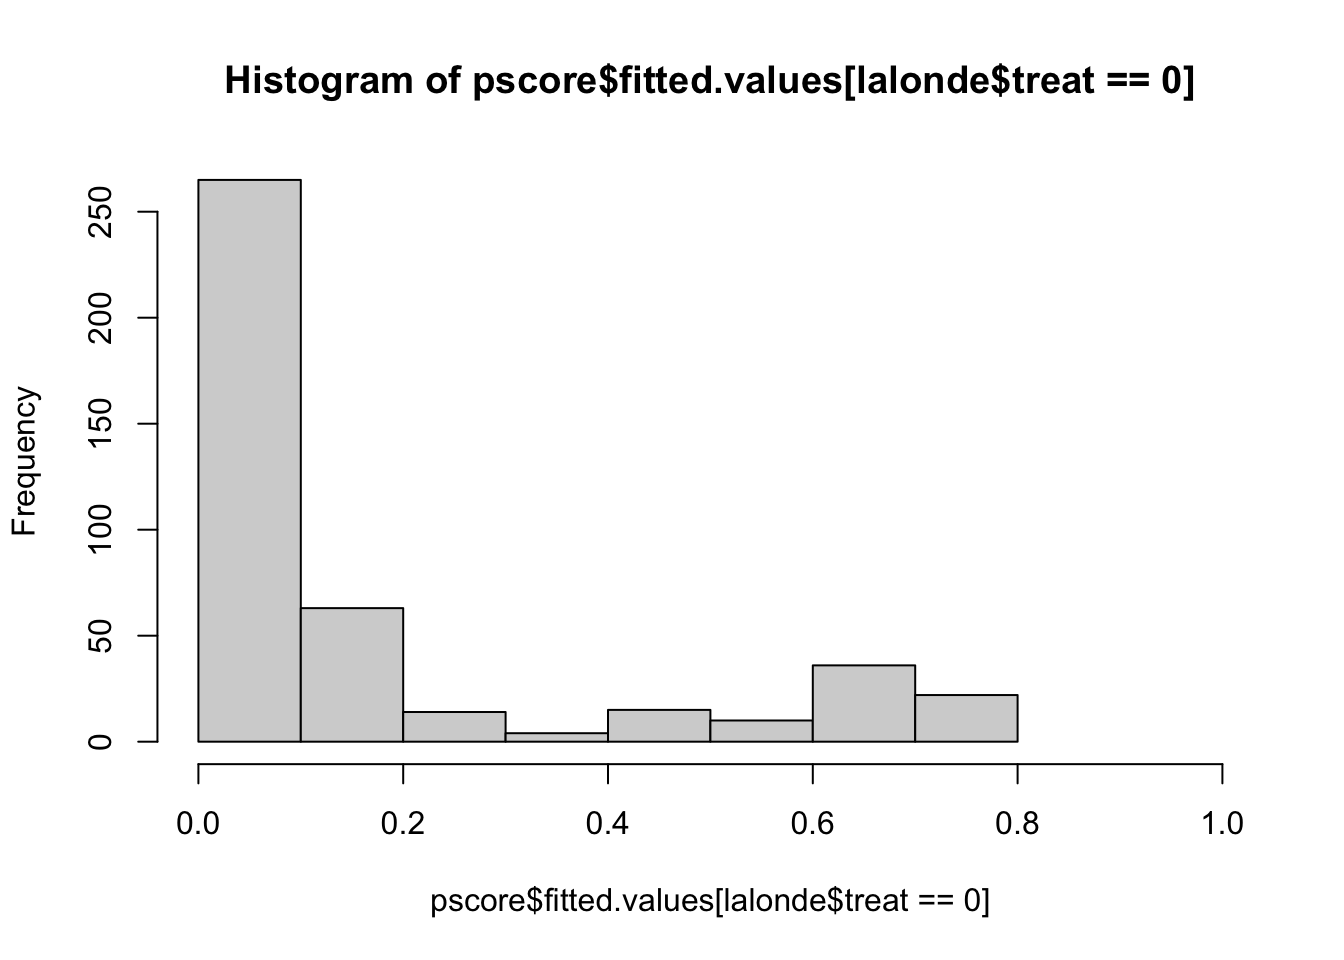 Histogram of pscore$fitted.values[lalonde$treat == 0]
Frequency
250
200
150
100
50
0
0.0 0.2 0.4 0.6 0.8 1.0
pscore$fitted.values[lalonde$treat == 0]